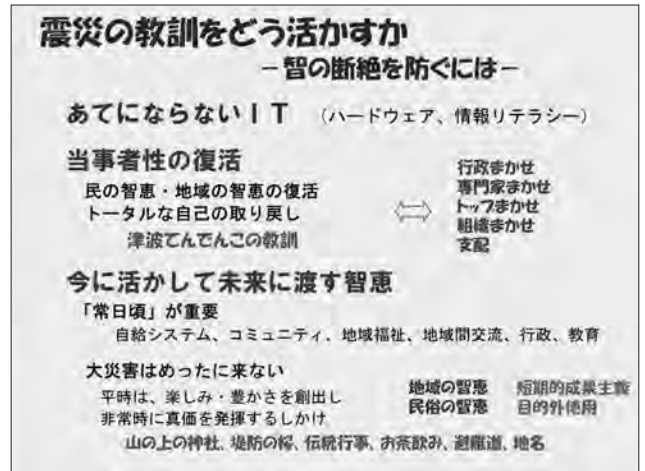 震災の教訓をどう活かすか
－智の断絶を防ぐには－
あてにならないＩＴ （ハードウェア、情報リテラシー）
当事者性の復活
民の智恵・地域の智恵の復活
トータルな自己の取り戻し
津波てんでんこの教訓
⇔
行政まかせ
専門家まかせ
トップまかせ
組織まかせ
支配
今に活かして未来に渡す智恵
「常日頃」が重要
自給システム、コミュニティ、地域福祉、地域間交流、行政、教育
大災害はめったに来ない
平時は、楽しみ・豊かさを創出し
非常時に真価を発揮するしかけ
地域の智恵 短期的成果主義
民俗の智恵 目的外使用
山の上の神社、堤防の桜、伝統行事、お茶飲み、避難道、地名